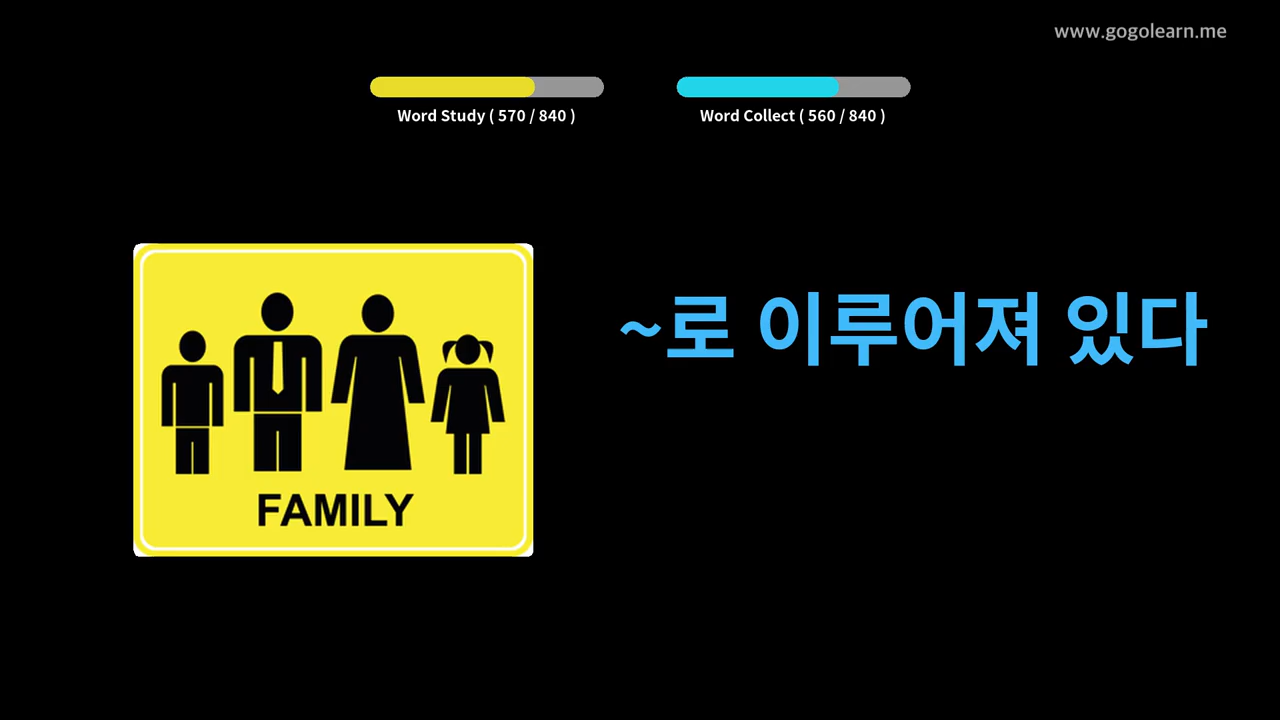 www.gogolearn.me
Word Study ( 570 / 840 )
Word Collect ( 560 / 840 )
~로 이루어져 있다
FAMILY